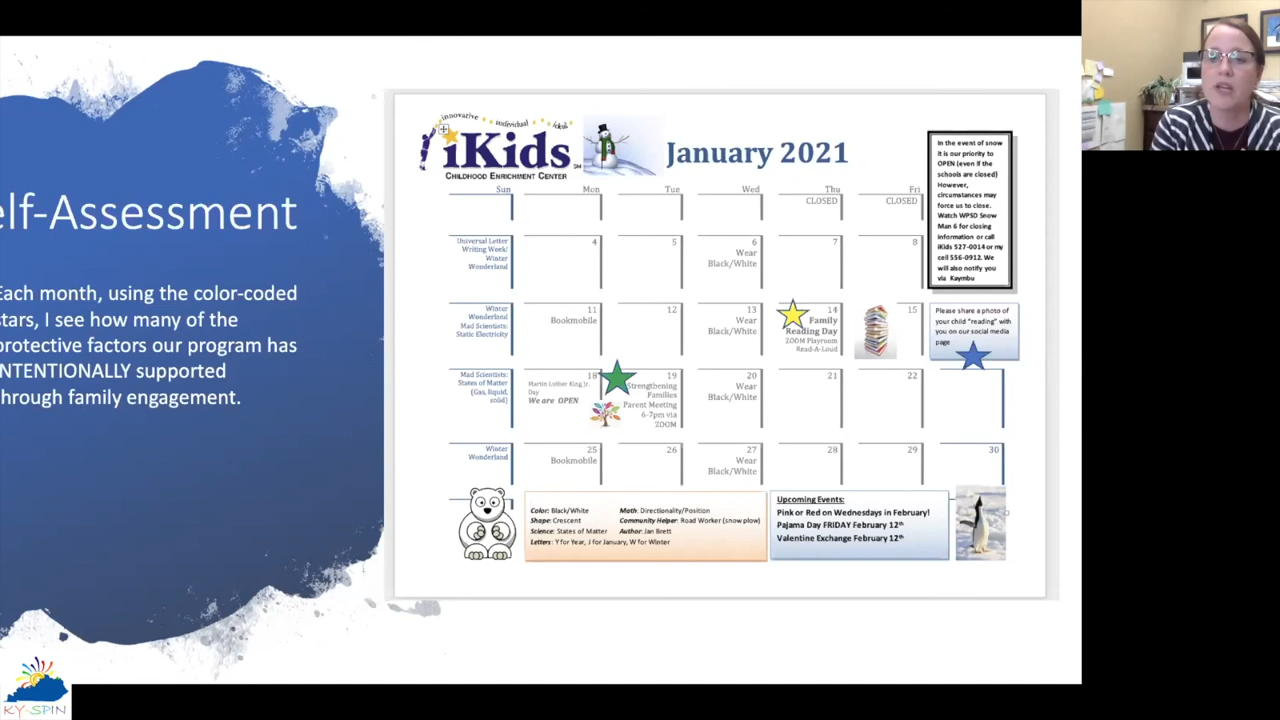 elf-Assessment
Each month, using the color-coded
stars, I see how many of the
protective factors our program has
INTENTIONALLY supported
through family engagement.
innovative individual ideal
iKids
CHILDHOOD ENRICHMENT CENTER
January 2021
Sun Mon Tue Wed Thu Fri
CLOSED CLOSED
In the event of snow
it is our priority to
OPEN (even if the
schools are closed)
However,
circumstances may
force us to close.
Watch WPSD Snow
Man 6 for closing
information or call
iKids 527-0014 or my
cell 556-0912. We
will also notify you
via Kaymbu
Universal Letter
Writing Week/
Winter
Wonderland
4
5
6
Wear
Black/White
7
8
Winter
Wonderland
Mad Scientists:
Static Electricity
11
Bookmobile
12
13
Wear
Black/White
14
Family
Reading Day
ZOOM Playroom
Read-A-Loud
15
Please share a photo of
your child "reading" with
you on our social media
page
Mad Scientists:
States of Matter
(Gas, liquid,
solid)
18
Martin Luther King Jr.
Day
We are OPEN
19
Strengthening
Families
Parent Meeting
6-7pm via
ZOOM
20
Wear
Black/White
21
22
Winter
Wonderland
25
Bookmobile
26
27
Wear
Black/White
28
29
30
Color: Black/White
Shape: Crescent
Science: States of Matter
Letters: Y for Year, J for January, W for Winter
Math: Directionality/Position
Community Helper: Road Worker (snow plow)
Author: Jan Brett
Upcoming Events:
Pink or Red on Wednesdays in February!
Pajama Day FRIDAY February 12th
Valentine Exchange February 12th
KY-SPIN